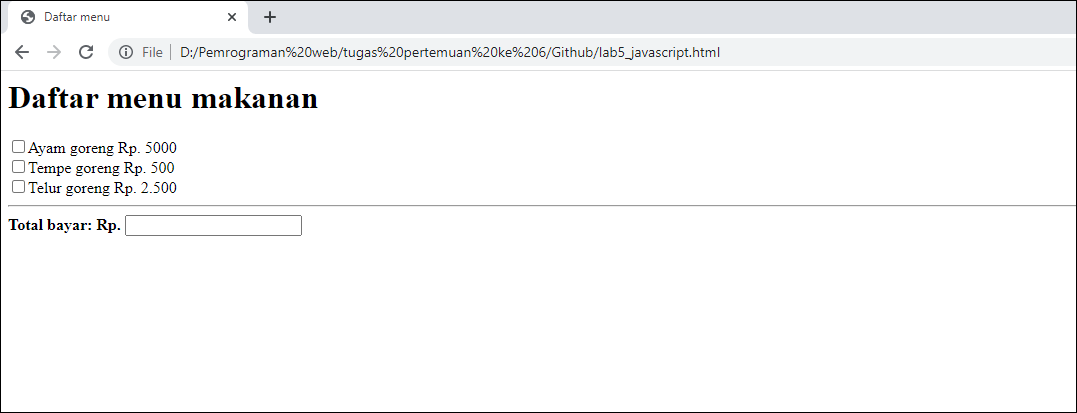 Daftar menu
File D:/Pemrograman%20web/tugas%20pertemuan%20ke%206/Github/lab5_javascript.html
Daftar menu makanan
Ayam goreng Rp. 5000
Tempe goreng Rp. 500
Telur goreng Rp. 2.500
Total bayar: Rp.